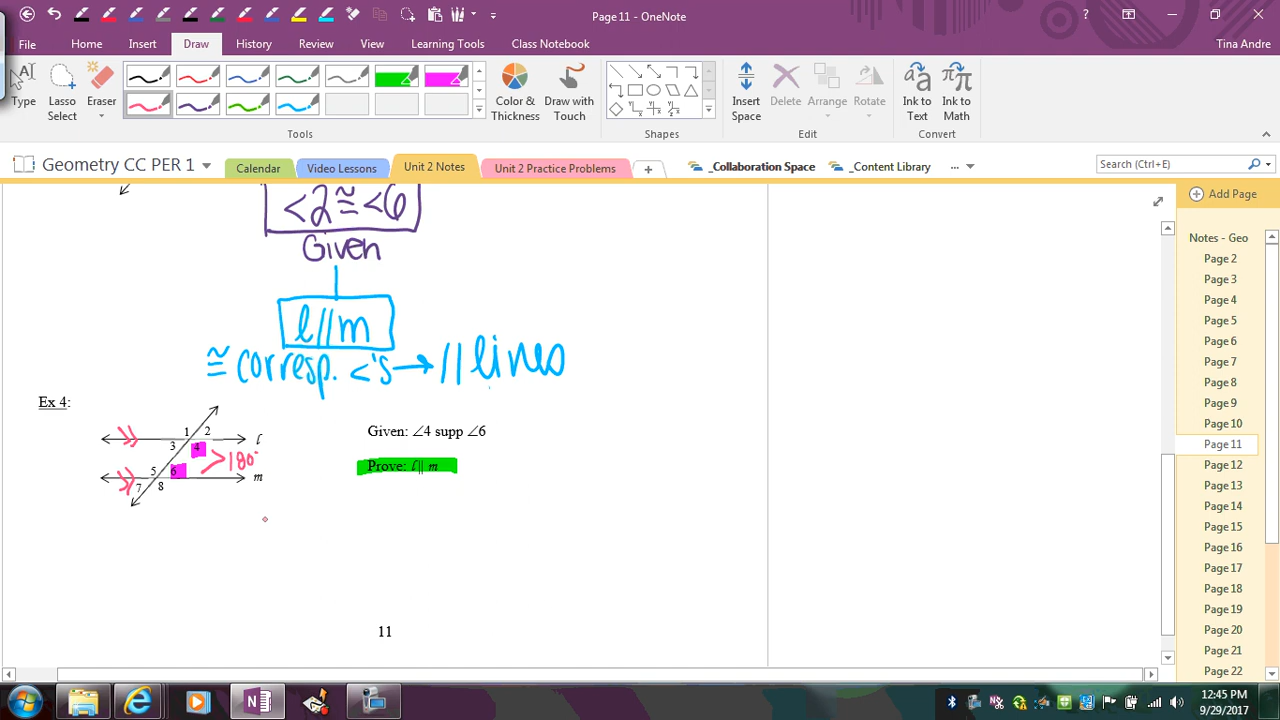 Page 11 - OneNote
?
File
Home
Insert
Draw
History
Review
View
Learning Tools
Class Notebook
Tina Andre
Type
Lasso Select
Eraser
Color & Thickness
Draw with Touch
Insert Space
Delete
Arrange
Rotate
Ink to Text
Ink to Math
Tools
Shapes
Edit
Convert
Geometry CC PER 1
Calendar
Video Lessons
Unit 2 Notes
Unit 2 Practice Problems
+
_Collaboration Space
_Content Library
...
Search (Ctrl+E)
Add Page
Notes - Geo
Page 2
Page 3
Page 4
Page 5
Page 6
Page 7
Page 8
Page 9
Page 10
Page 11
Page 12
Page 13
Page 14
Page 15
Page 16
Page 17
Page 18
Page 19
Page 20
Page 21
Page 22
<2≅<6
Given
l||m
≅ corresp. <'s → || lines
Ex 4:
1 2 l
3 4
>180°
5 6
7 8 m
Given: ∠4 supp ∠6
Prove: l || m
11
12:45 PM
9/29/2017